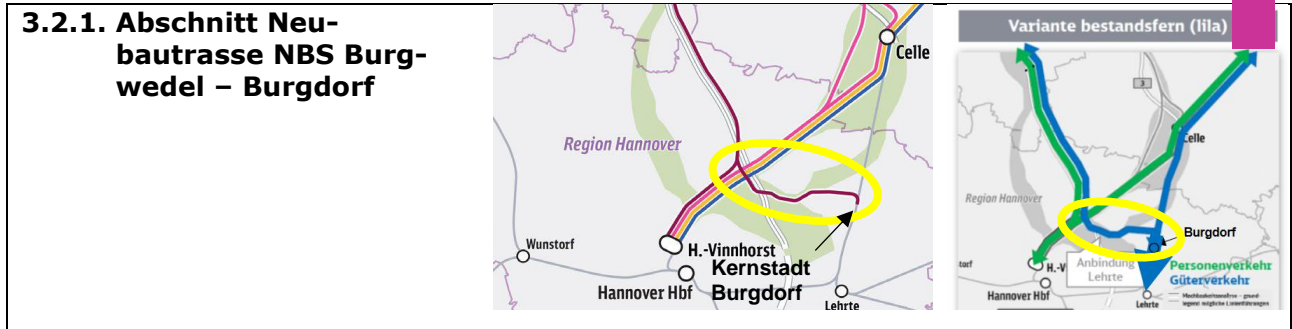 3.2.1. Abschnitt Neu-
bautrasse NBS Burg-
wedel – Burgdorf
Celle
Region Hannover
Wunstorf
H.-Vinnhorst
Kernstadt
Hannover Hbf
Burgdorf
Lehrte
Variante bestandsfern (lila)
3
Celle
Region Hannover
Burgdorf
H.-V
Anbindung
Lehrte
Personenverkehr
Güterverkehr
Hannover Hbf
Lehrte